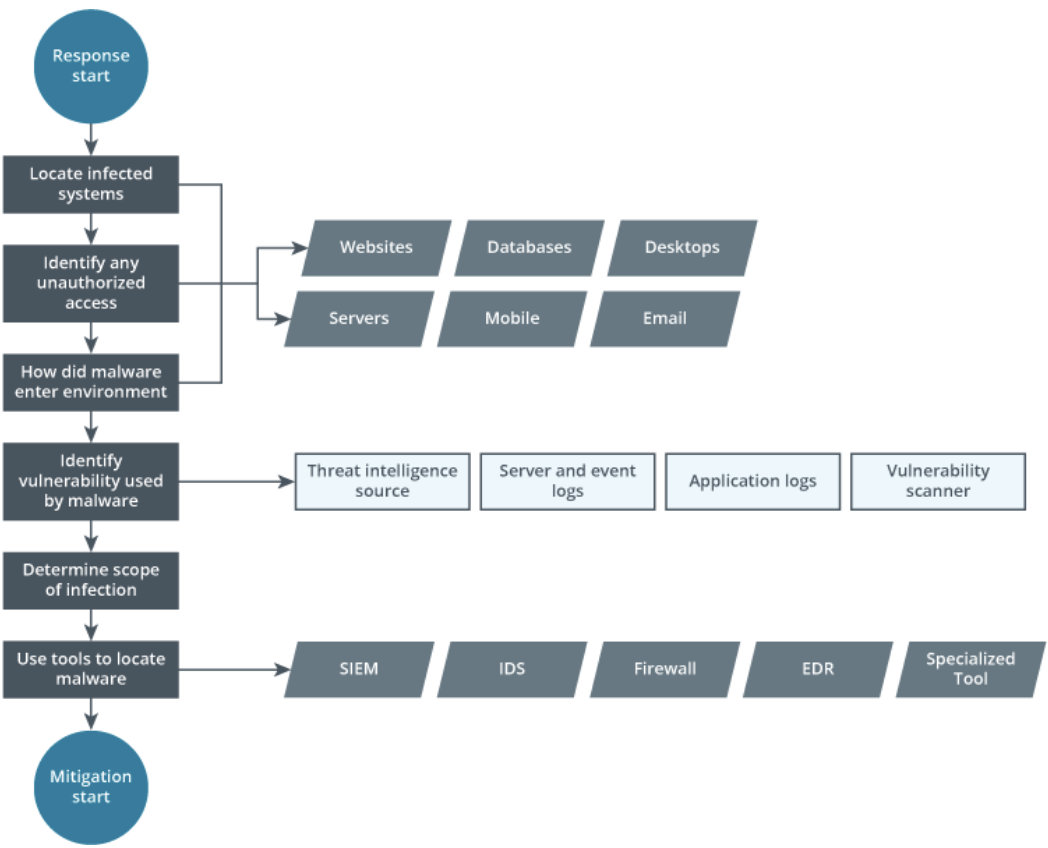 Response
start
Locate infected
systems
Identify any
unauthorized
access
Websites
Databases
Desktops
Servers
Mobile
Email
How did malware
enter environment
Identify
vulnerability used
by malware
Threat intelligence
source
Server and event
logs
Application logs
Vulnerability
scanner
Determine scope
of infection
Use tools to locate
malware
SIEM
IDS
Firewall
EDR
Specialized
Tool
Mitigation
start